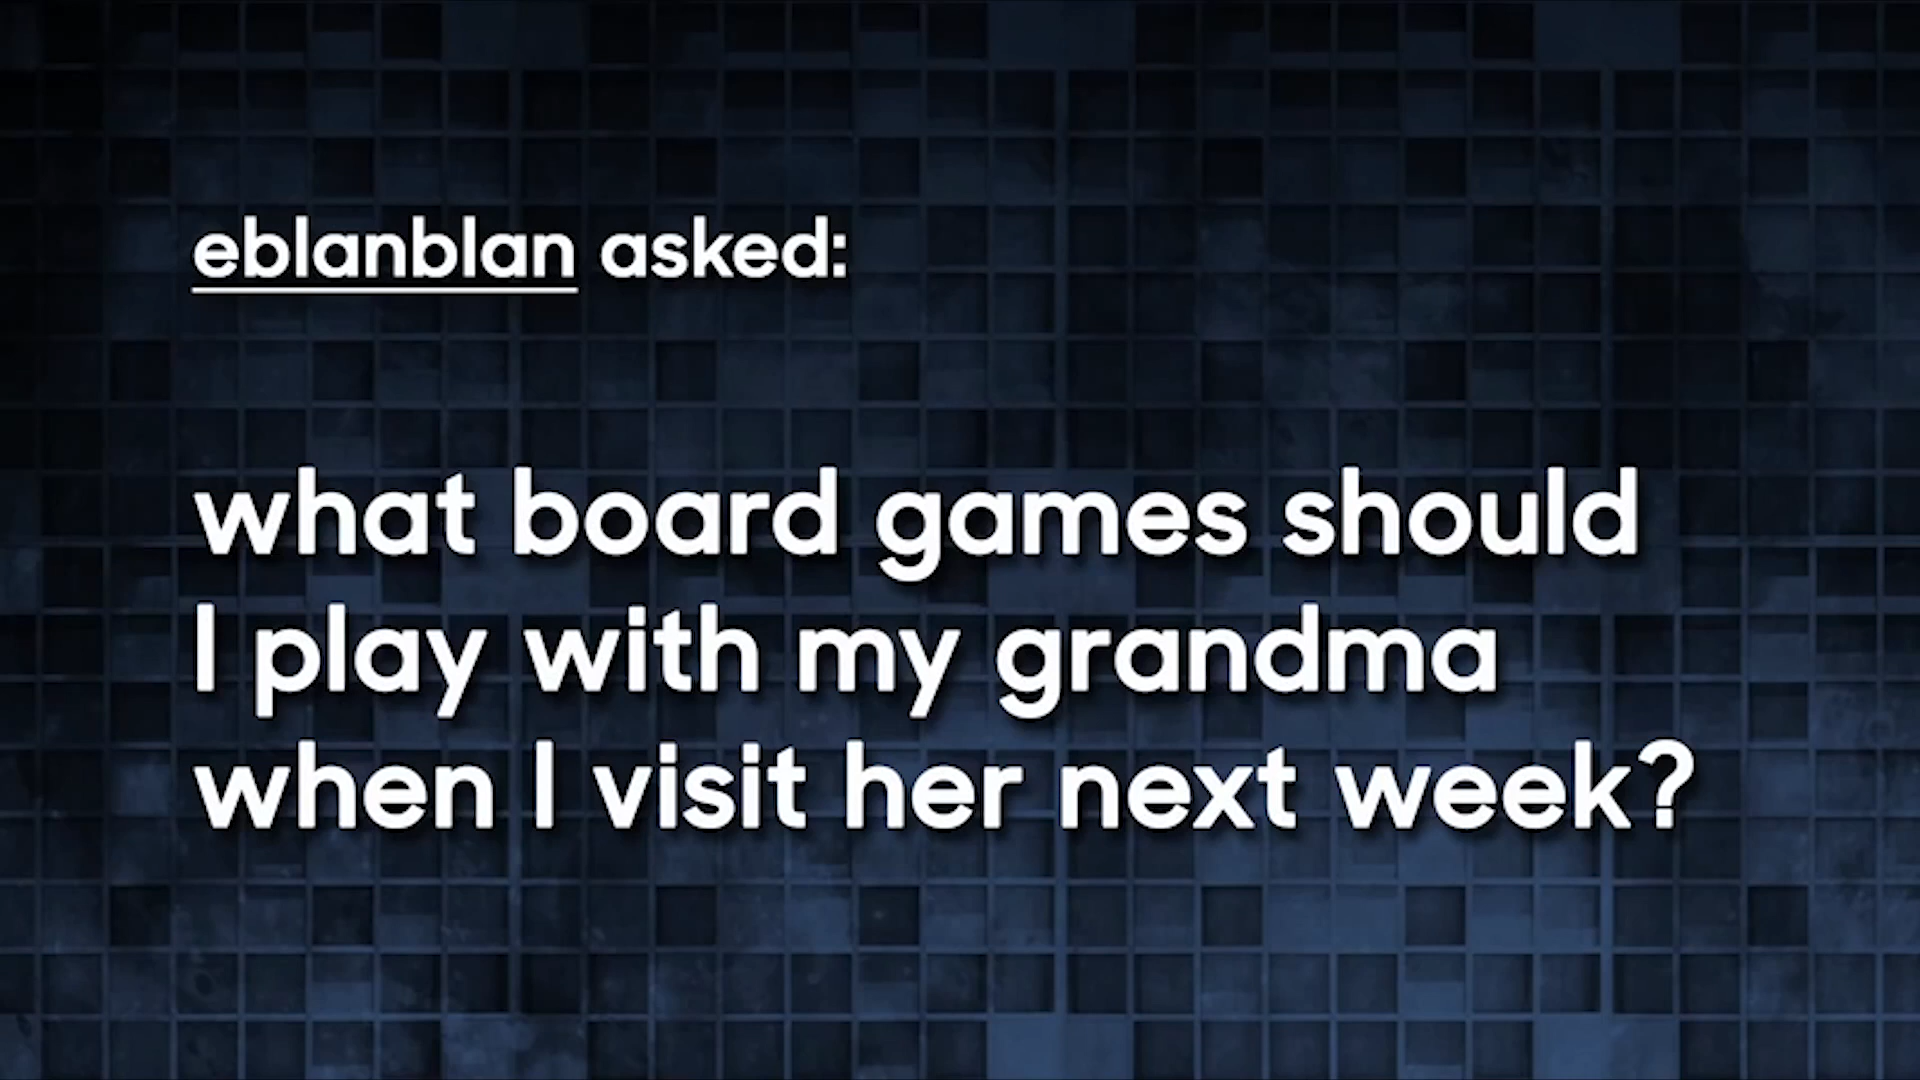 eblanblan asked:
what board games should
I play with my grandma
when I visit her next week?